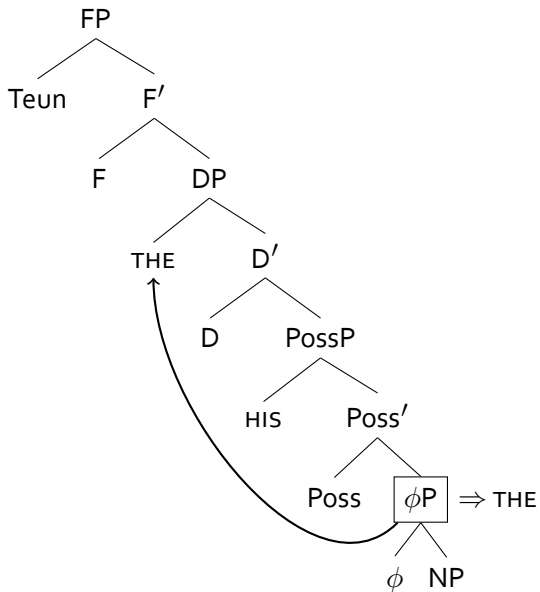 FP
Teun F′
F DP
THE D′
D PossP
HIS Poss′
Poss ϕP ⇒ THE
ϕ NP